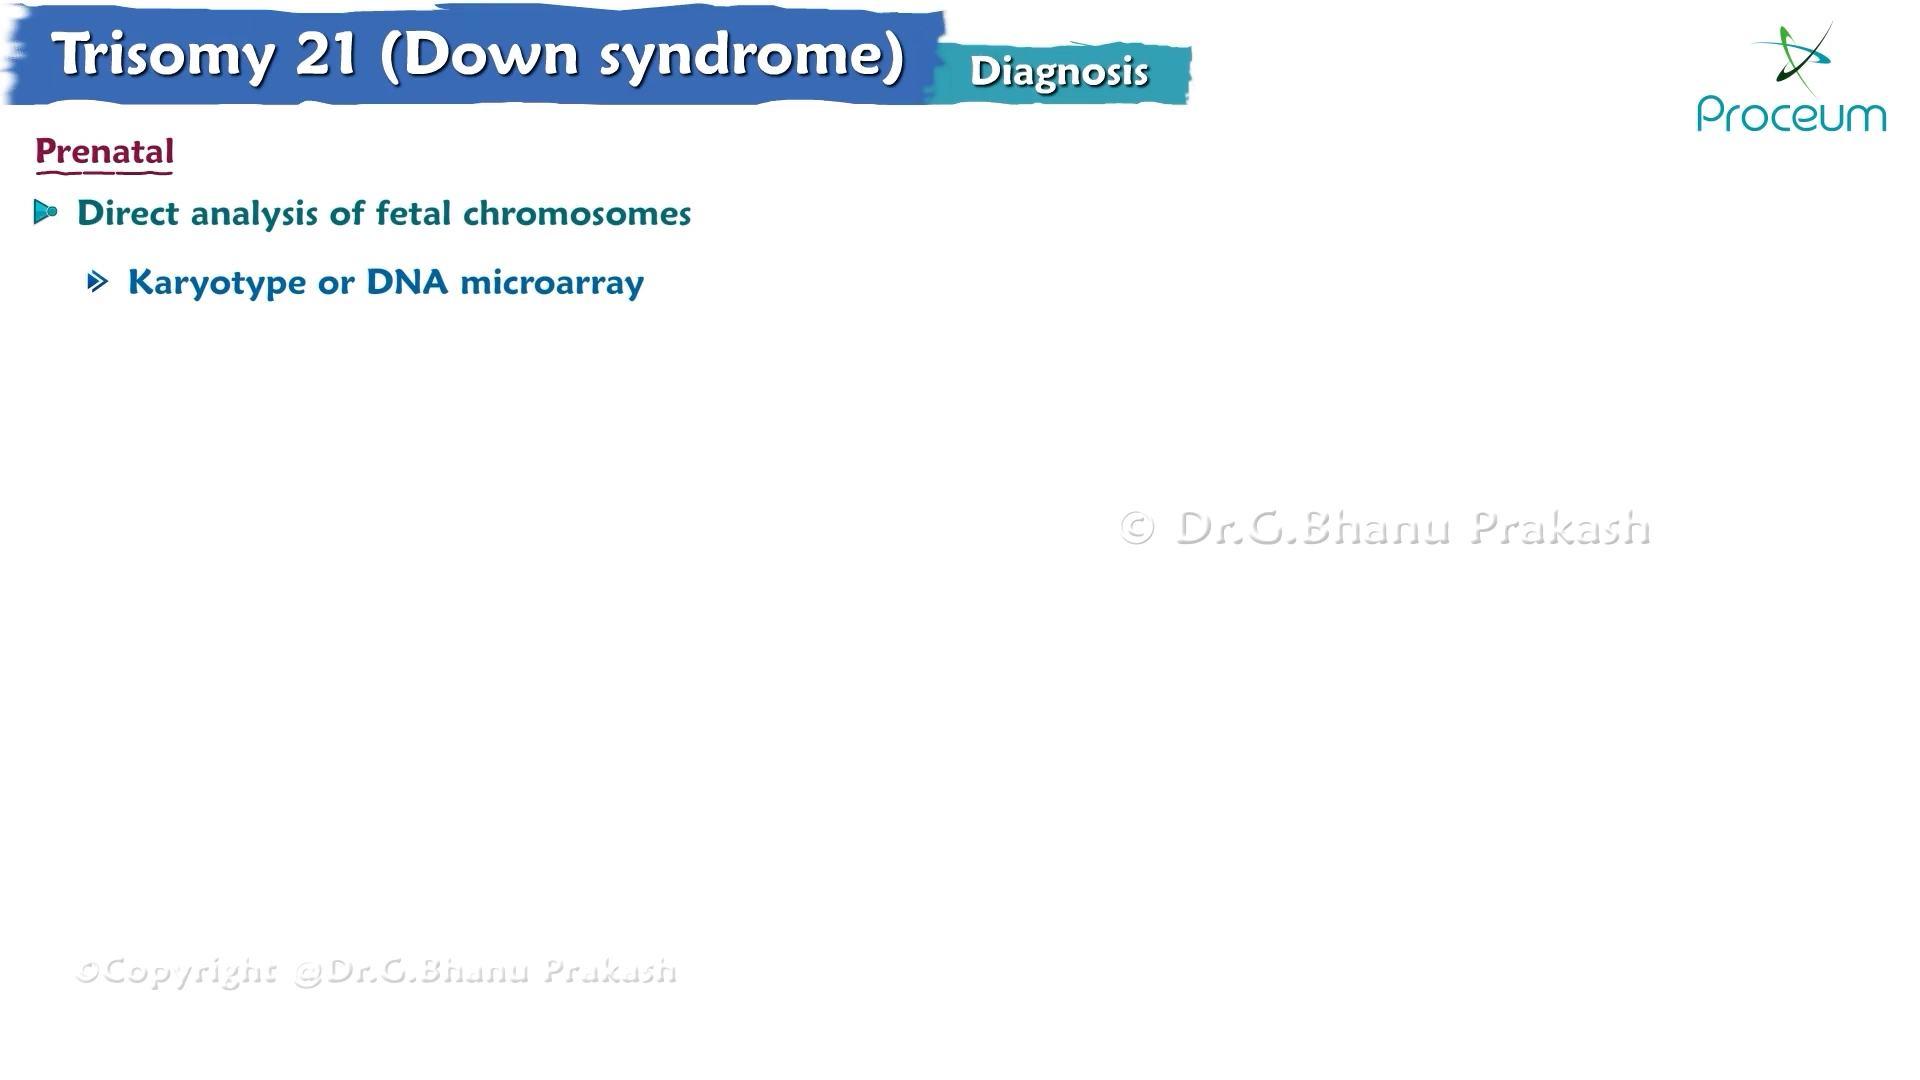 Trisomy 21 (Down syndrome)
Diagnosis
Proceum
Prenatal
Direct analysis of fetal chromosomes
Karyotype or DNA microarray
© Dr.G.Bhanu Prakash
©Copyright @Dr.G.Bhanu Prakash